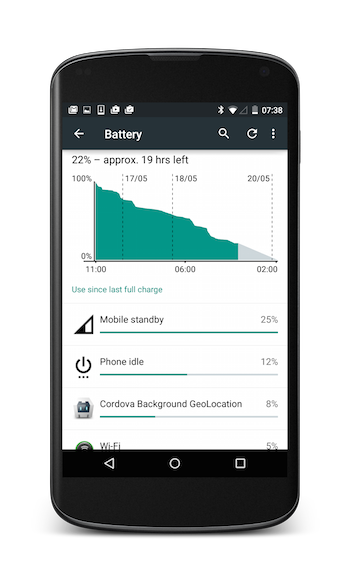 07:38
Battery
22% – approx. 19 hrs left
100% 17/05 18/05 20/05
0%
11:00 06:00 02:00
Use since last full charge
Mobile standby 25%
Phone idle 12%
Cordova Background GeoLocation 8%
Wi-Fi 5%